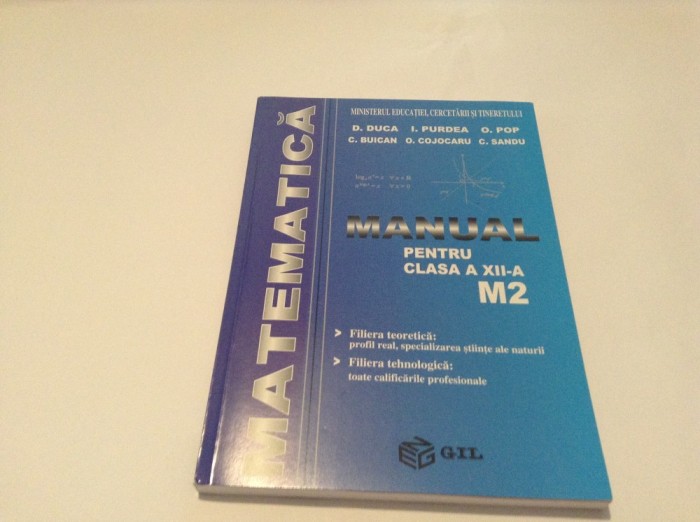 MATEMATICĂ
MINISTERUL EDUCAȚIEI, CERCETĂRII ȘI TINERETULUI
D. DUCA I. PURDEA O. POP
C. BUICAN O. COJOCARU C. SANDU
MANUAL
PENTRU
CLASA A XII-A
M2
> Filiera teoretică:
profil real, specializarea științe ale naturii
> Filiera tehnologică:
toate calificările profesionale
GIL